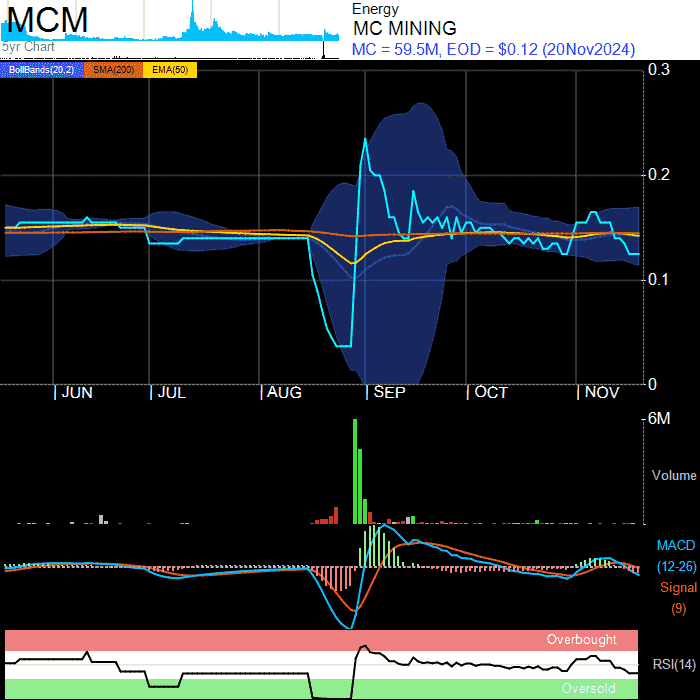 MCM
5yr Chart
Energy
MC MINING
MC = 59.5M, EOD = $0.12 (20Nov2024)
BollBands(20,2) SMA(200) EMA(50)
0.3
0.2
0.1
0
| JUN | JUL | AUG | SEP | OCT | NOV
6M
Volume
MACD
(12-26)
Signal
(9)
Overbought
RSI(14)
Oversold